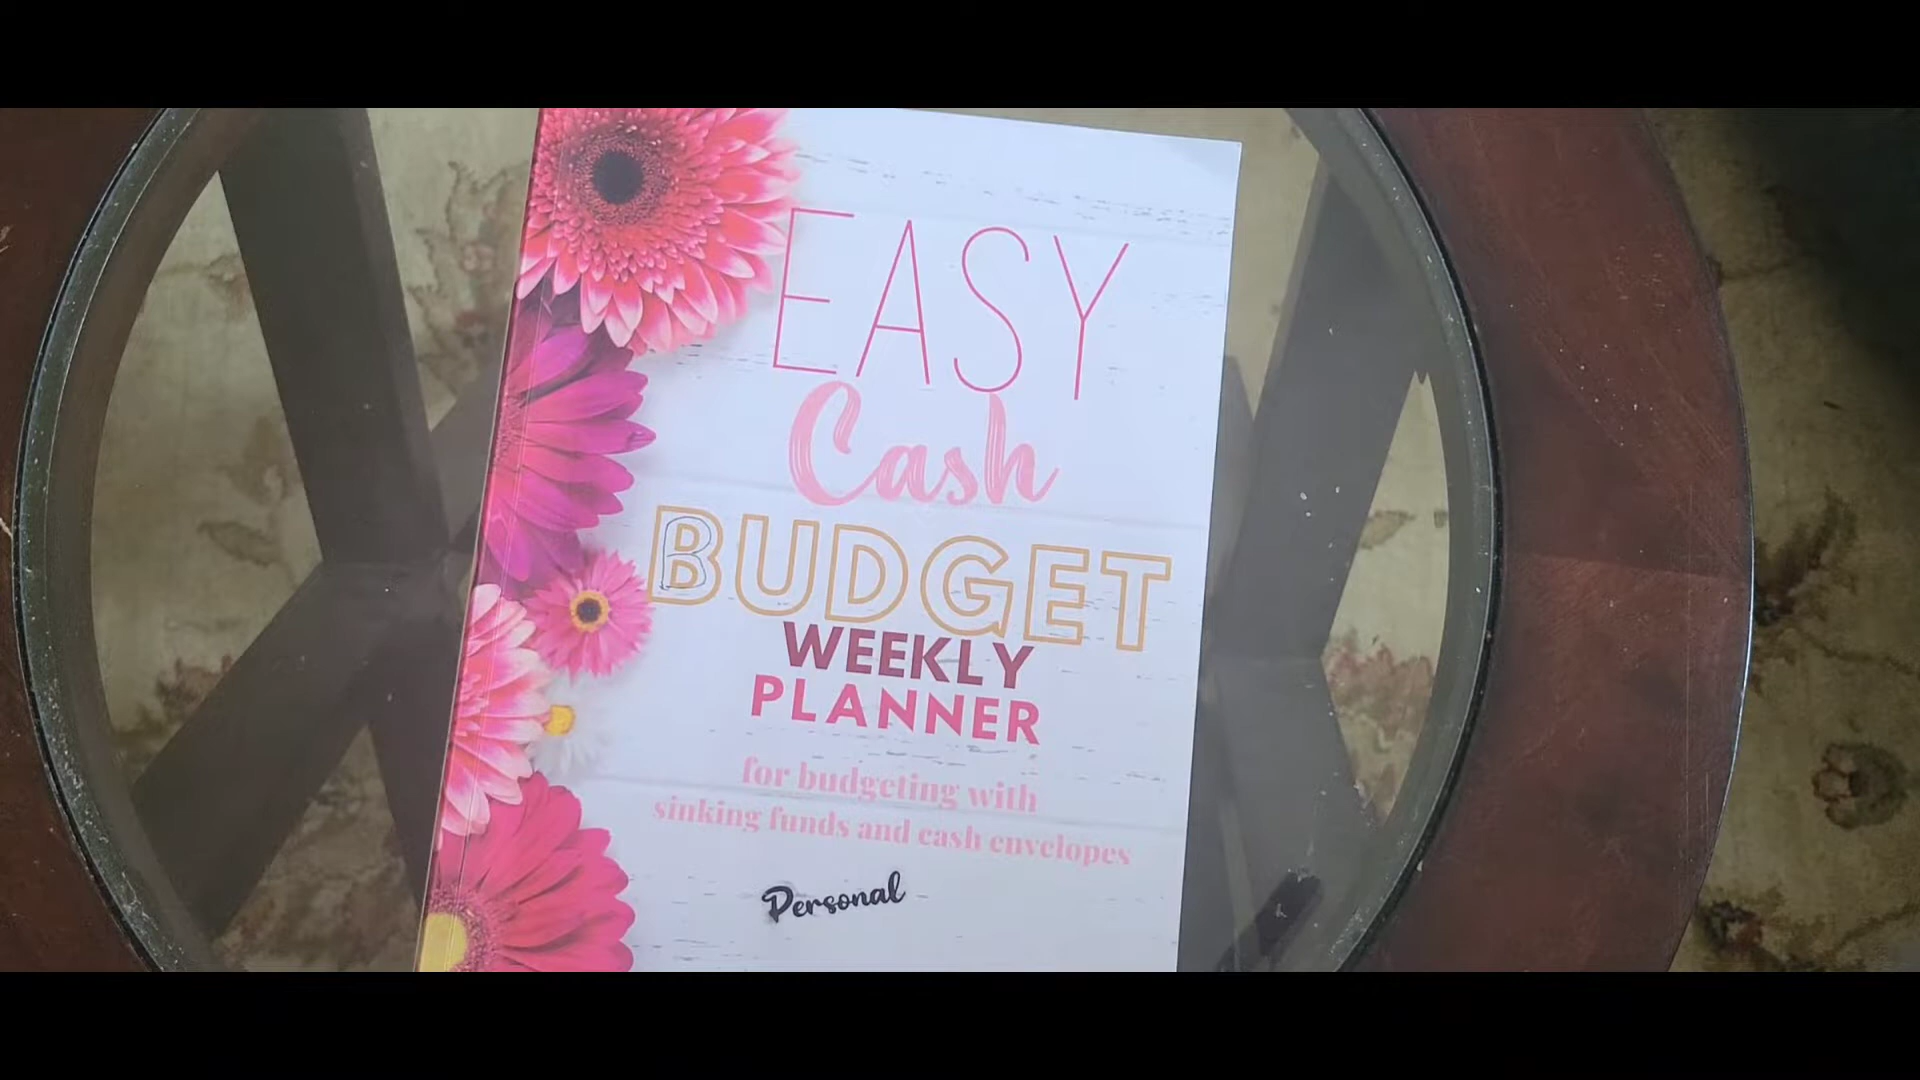 EASY
Cash
BUDGET
WEEKLY
PLANNER
for budgeting with
sinking funds and cash envelopes
Personal